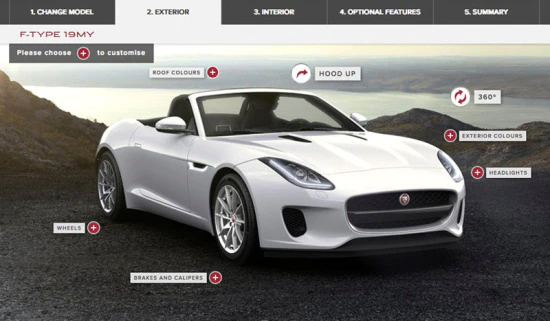 1. CHANGE MODEL
2. EXTERIOR
3. INTERIOR
4. OPTIONAL FEATURES
5. SUMMARY
F-TYPE 19MY
Please choose + to customise
ROOF COLOURS +
HOOD UP
360°
+ EXTERIOR COLOURS
+ HEADLIGHTS
WHEELS +
BRAKES AND CALIPERS +